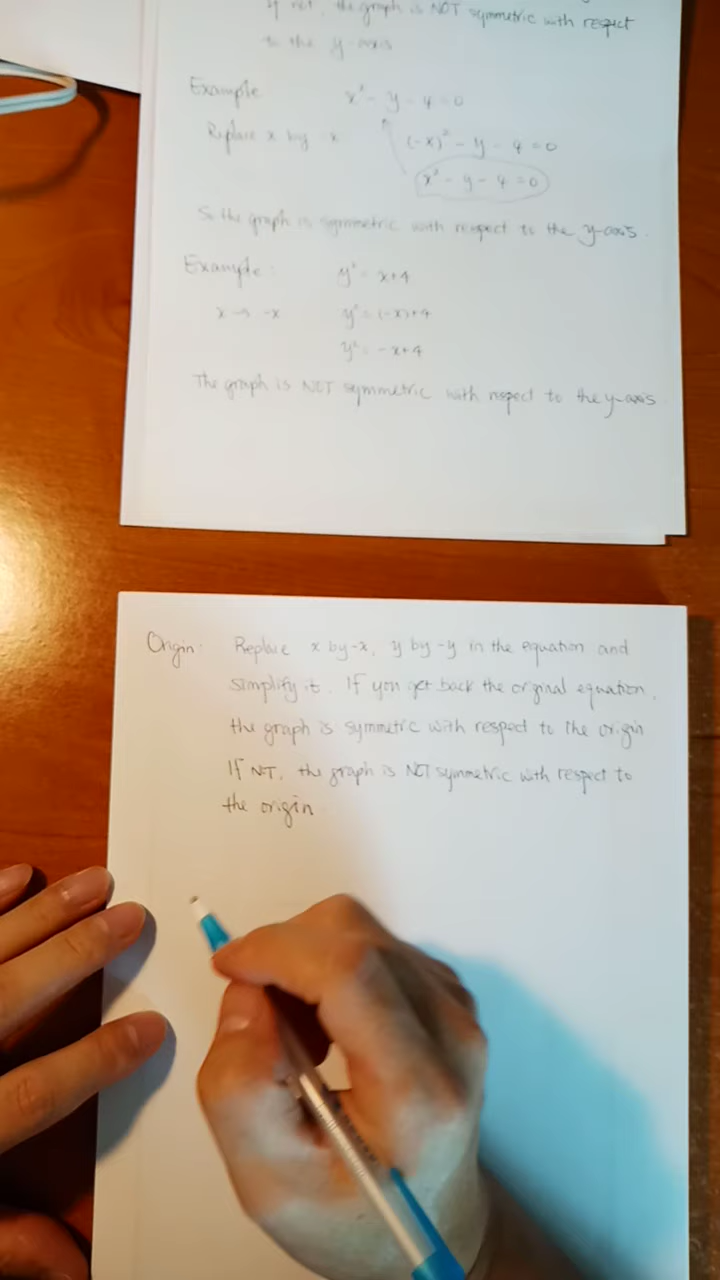 If not, the graph is NOT symmetric with respect
to the y-axis
Example x² - y - 4 = 0
Replace x by -x (-x)² - y - 4 = 0
x² - y - 4 = 0
So the graph is symmetric with respect to the y-axis.
Example: y² = x+4
x → -x y² = (-x)+4
y² = -x+4
The graph is NOT symmetric with respect to the y-axis
Origin: Replace x by -x, y by -y in the equation and
simplify it. If you get back the orginal equation,
the graph is symmetric with respect to the origin
If NT, the graph is NOT symmetric with respect to
the origin